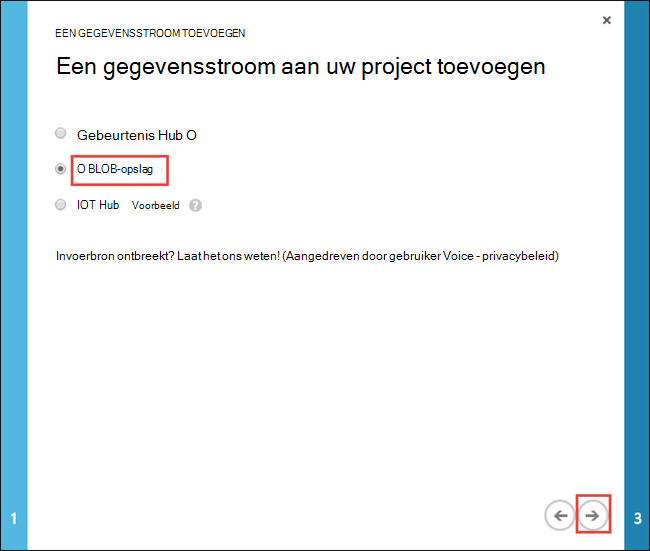 EEN GEGEVENSSTROOM TOEVOEGEN
Een gegevensstroom aan uw project toevoegen
Gebeurtenis Hub O
O BLOB-opslag
IOT Hub Voorbeeld ?
Invoerbron ontbreekt? Laat het ons weten! (Aangedreven door gebruiker Voice - privacybeleid)
1
3